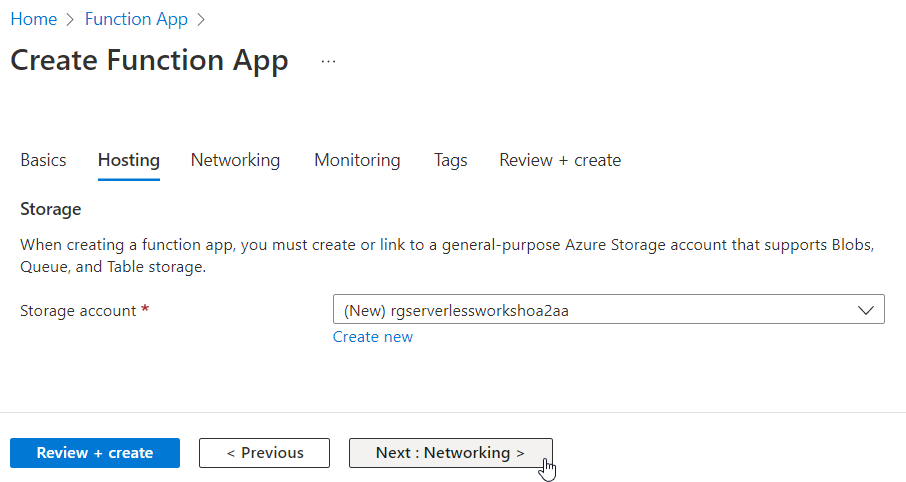 Home > Function App >
Create Function App ...
Basics Hosting Networking Monitoring Tags Review + create
Storage
When creating a function app, you must create or link to a general-purpose Azure Storage account that supports Blobs,
Queue, and Table storage.
Storage account * (New) rgserverlessworkshoa2aa
Create new
Review + create < Previous Next : Networking >